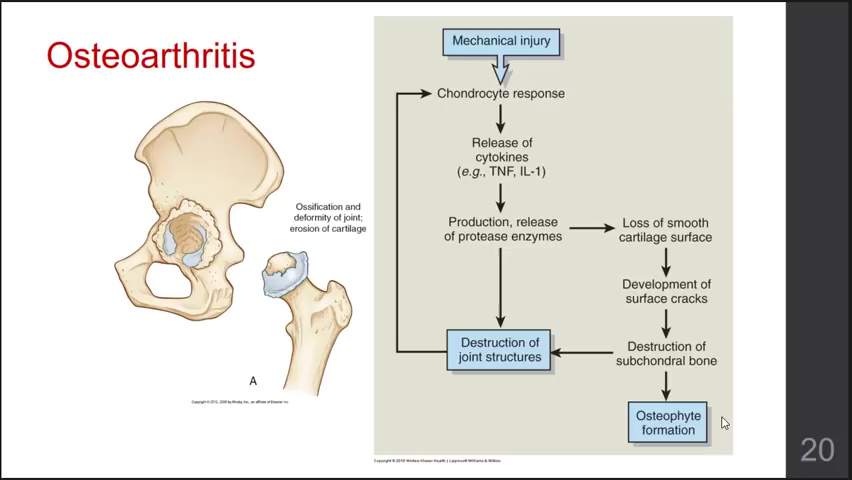 Osteoarthritis
Ossification and
deformity of joint;
erosion of cartilage
A
Mechanical injury
Chondrocyte response
Release of
cytokines
(e.g., TNF, IL-1)
Production, release
of protease enzymes
Loss of smooth
cartilage surface
Development of
surface cracks
Destruction of
joint structures
Destruction of
subchondral bone
Osteophyte
formation
20